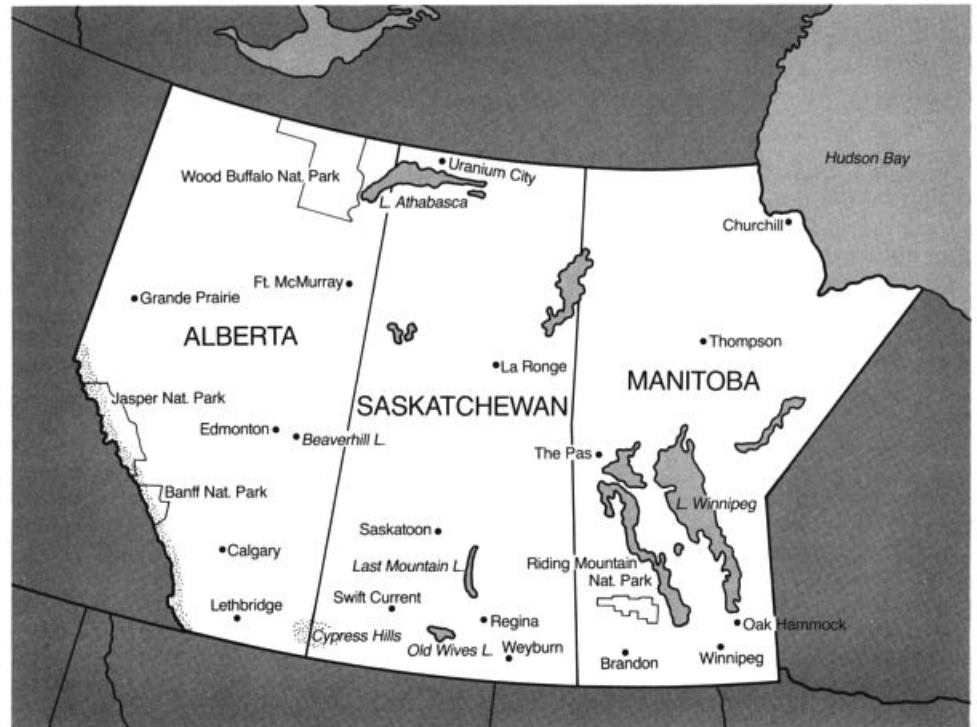 Hudson Bay
Uranium City
Wood Buffalo Nat. Park
L. Athabasca
Churchill
Ft. McMurray
Grande Prairie
ALBERTA
Thompson
La Ronge
MANITOBA
Jasper Nat. Park
SASKATCHEWAN
Edmonton
Beaverhill L.
The Pas
Banff Nat. Park
L. Winnipeg
Saskatoon
Calgary
Last Mountain L.
Riding Mountain
Nat. Park
Swift Current
Lethbridge
Regina
Oak Hammock
Cypress Hills
Old Wives L.
Weyburn
Brandon
Winnipeg